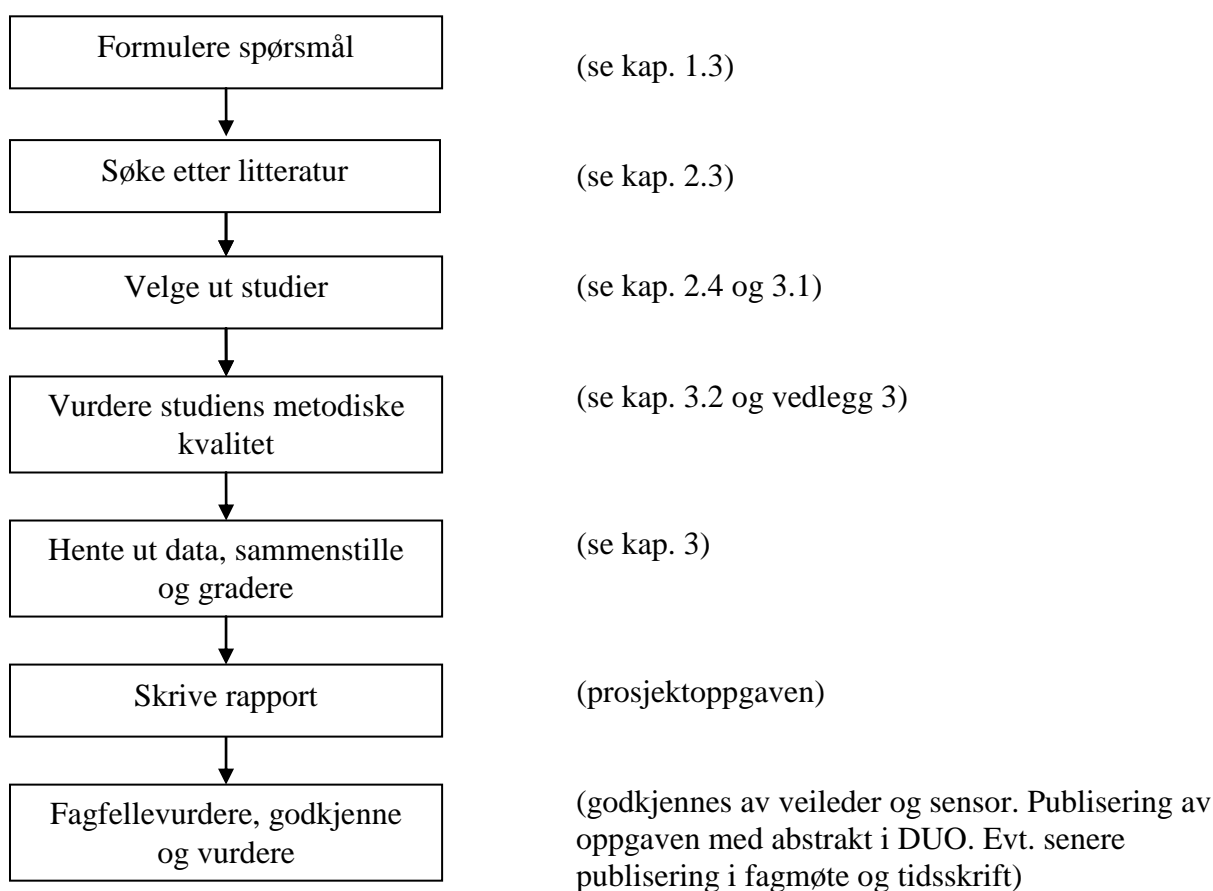 Formulere spørsmål
(se kap. 1.3)
Søke etter litteratur
(se kap. 2.3)
Velge ut studier
(se kap. 2.4 og 3.1)
Vurdere studiens metodiske
kvalitet
(se kap. 3.2 og vedlegg 3)
Hente ut data, sammenstille
og gradere
(se kap. 3)
Skrive rapport
(prosjektoppgaven)
Fagfellevurdere, godkjenne
og vurdere
(godkjennes av veileder og sensor. Publisering av
oppgaven med abstrakt i DUO. Evt. senere
publisering i fagmøte og tidsskrift)